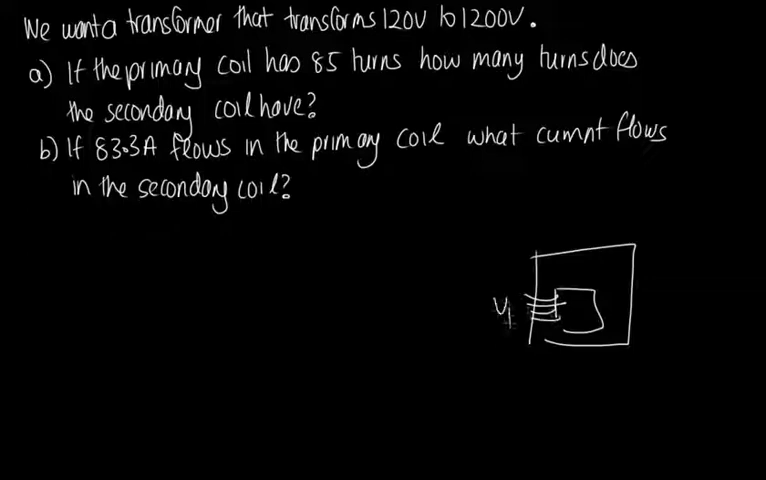 We want a transformer that transforms 120V to 1200V.
a) If the primary coil has 85 turns how many turns does
the secondary coil have?
b) If 83.3A flows in the primary coil what current flows
in the secondary coil?
V1